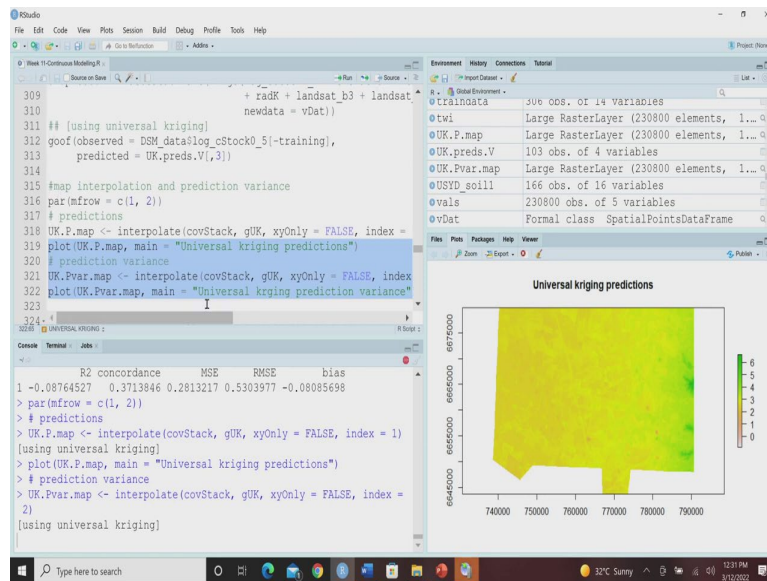 RStudio
File Edit Code View Plots Session Build Debug Profile Tools Help
Go to file/function
Addins
Project: (None
Week 11-Continuous Modelling.R
Source on Save
Run
Source
309 + radK + landsat_b3 + landsat_
310 newdata = vDat))
311 ## [using universal kriging]
312 goof(observed = DSM_data$log_cStock0_5[-training],
313 predicted = UK.preds.V[,3])
314
315 #map interpolation and prediction variance
316 par(mfrow = c(1, 2))
317 # predictions
318 UK.P.map <- interpolate(covStack, gUK, xyOnly = FALSE, index =
319 plot(UK.P.map, main = "Universal kriging predictions")
320 # prediction variance
321 UK.Pvar.map <- interpolate(covStack, gUK, xyOnly = FALSE, index
322 plot(UK.Pvar.map, main = "Universal krging prediction variance"
323
324
322:65 UNIVERSAL KRIGING
R Script
Console Terminal Jobs
R2 concordance MSE RMSE bias
1 -0.08764527 0.3713846 0.2813217 0.5303977 -0.08085698
> par(mfrow = c(1, 2))
> # predictions
> UK.P.map <- interpolate(covStack, gUK, xyOnly = FALSE, index = 1)
[using universal kriging]
> plot(UK.P.map, main = "Universal kriging predictions")
> # prediction variance
> UK.Pvar.map <- interpolate(covStack, gUK, xyOnly = FALSE, index =
2)
[using universal kriging]
Environment History Connections Tutorial
Import Dataset
List
R Global Environment
traindata 306 obs. of 14 variables
twi Large RasterLayer (230800 elements, 1...
UK.P.map Large RasterLayer (230800 elements, 1...
UK.preds.V 103 obs. of 4 variables
UK.Pvar.map Large RasterLayer (230800 elements, 1...
USYD_soil1 166 obs. of 16 variables
vals 230800 obs. of 5 variables
vDat Formal class SpatialPointsDataFrame
Files Plots Packages Help Viewer
Zoom Export
Publish
Universal kriging predictions
6675000
6665000
6655000
6645000
740000 750000 760000 770000 780000 790000
6
5
4
3
2
1
0
Type here to search
32°C Sunny
12:31 PM
3/12/2022